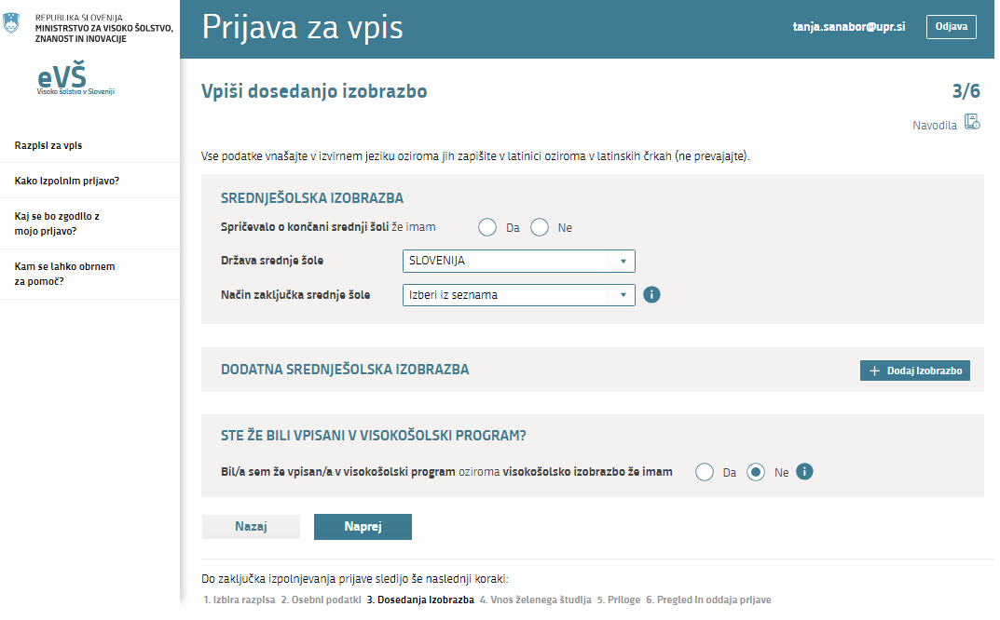 REPUBLIKA SLOVENIJA
MINISTRSTVO ZA VISOKO ŠOLSTVO,
ZNANOST IN INOVACIJE
eVŠ
Visoko šolstvo v Sloveniji
Razpisi za vpis
Kako izpolnim prijavo?
Kaj se bo zgodilo z
mojo prijavo?
Kam se lahko obrnem
za pomoč?
Prijava za vpis
tanja.sanabor@upr.si
Odjava
Vpiši dosedanjo izobrazbo
3/6
Navodila
Vse podatke vnašajte v izvirnem jeziku oziroma jih zapišite v latinici oziroma v latinskih črkah (ne prevajajte).
SREDNJEŠOLSKA IZOBRAZBA
Spričevalo o končani srednji šoli že imam Da Ne
Država srednje šole SLOVENIJA
Način zaključka srednje šole Izberi iz seznama
DODATNA SREDNJEŠOLSKA IZOBRAZBA
+ Dodaj izobrazbo
STE ŽE BILI VPISANI V VISOKOŠOLSKI PROGRAM?
Bil/a sem že vpisan/a v visokošolski program oziroma visokošolsko izobrazbo že imam Da Ne
Nazaj Naprej
Do zaključka izpolnjevanja prijave sledijo še naslednji koraki:
1. Izbira razpisa 2. Osebni podatki 3. Dosedanja izobrazba 4. Vnos želenega študija 5. Priloge 6. Pregled in oddaja prijave